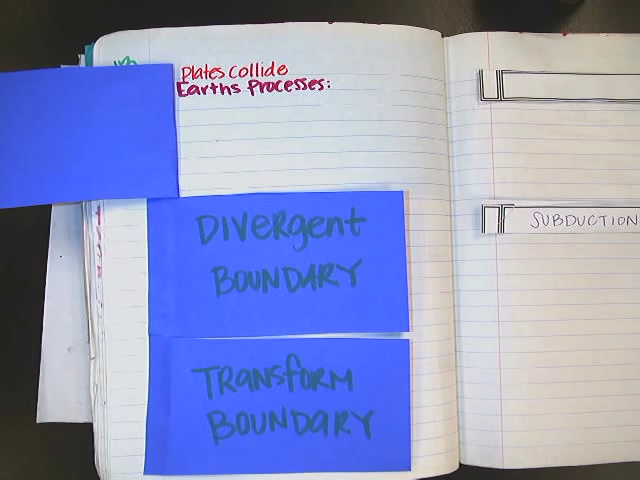 Plates collide
Earths Processes:
Divergent
Boundary
Transform
Boundary
SUBDUCTION